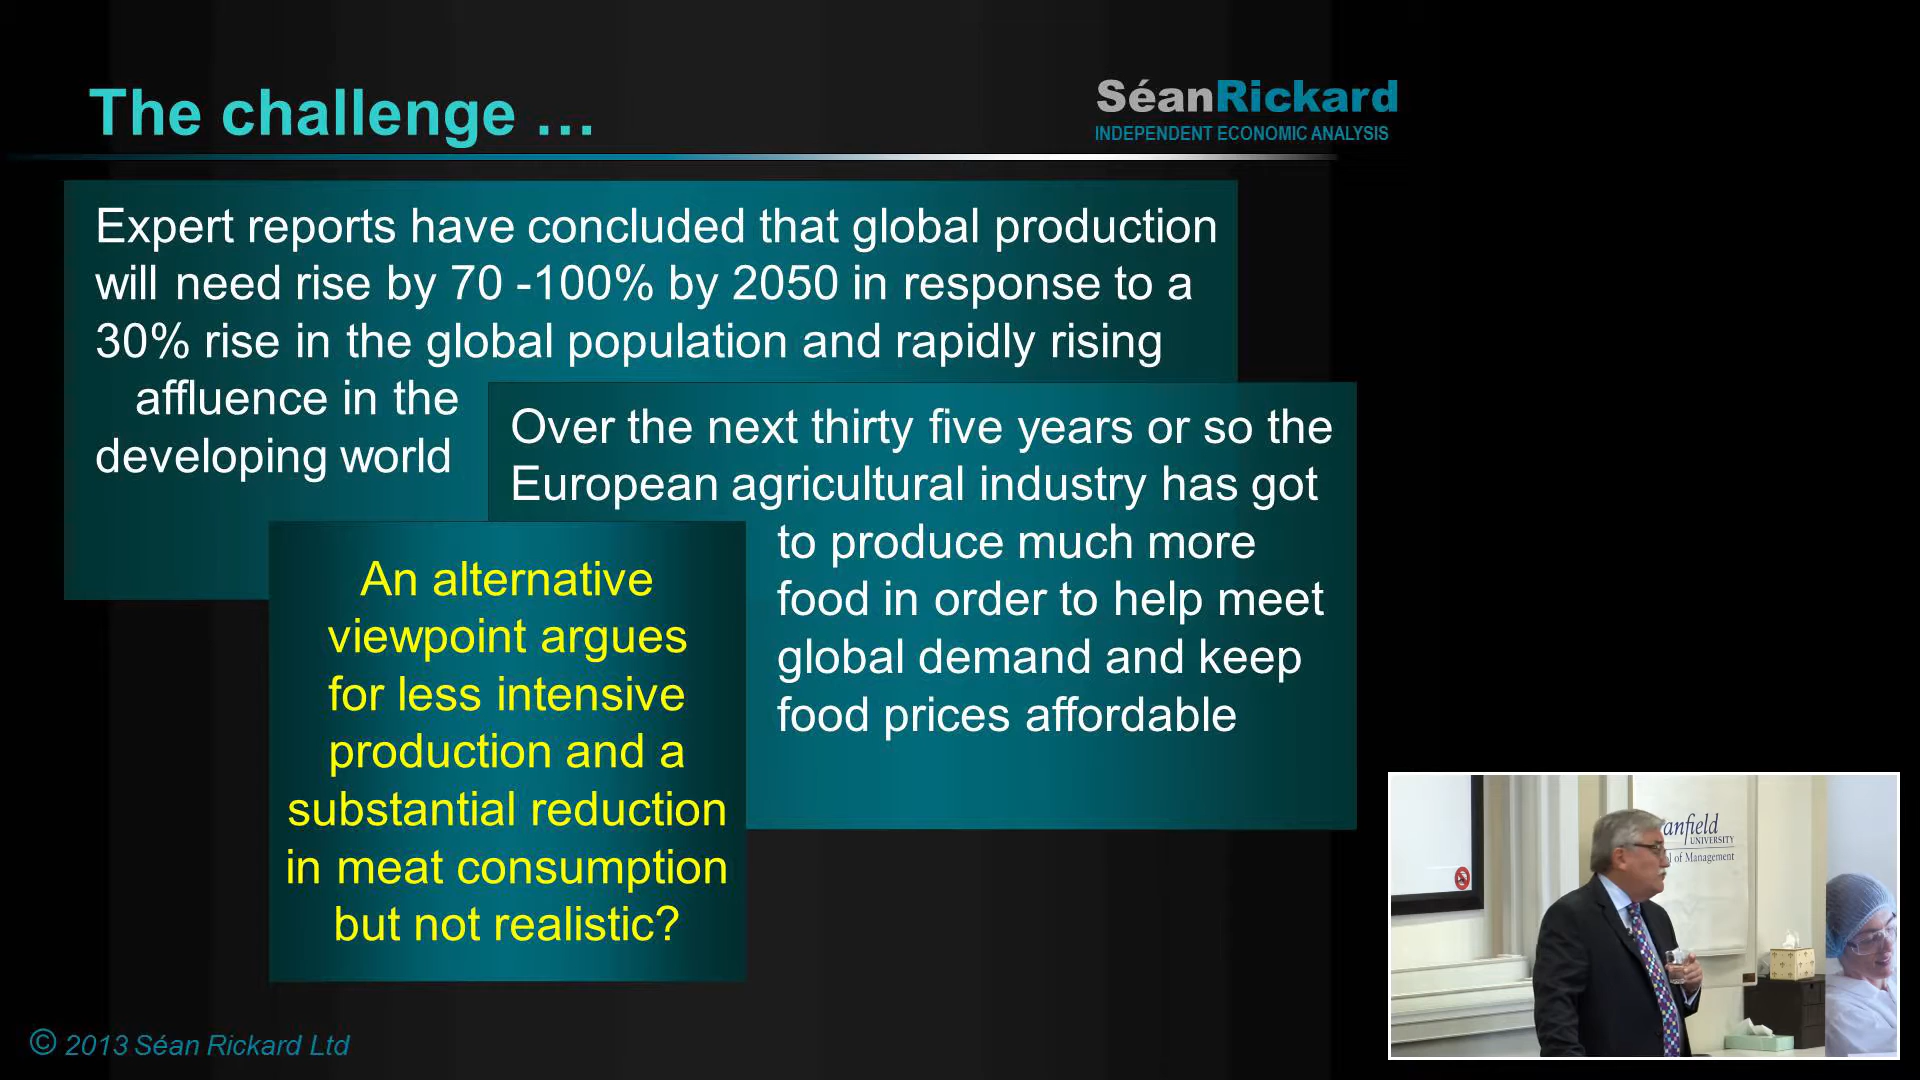 The challenge …
SéanRickard
INDEPENDENT ECONOMIC ANALYSIS
Expert reports have concluded that global production
will need rise by 70 -100% by 2050 in response to a
30% rise in the global population and rapidly rising
affluence in the
developing world
Over the next thirty five years or so the
European agricultural industry has got
to produce much more
food in order to help meet
global demand and keep
food prices affordable
An alternative
viewpoint argues
for less intensive
production and a
substantial reduction
in meat consumption
but not realistic?
anfield
UNIVERSITY
l of Management
© 2013 Séan Rickard Ltd